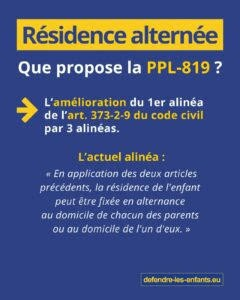 Résidence alternée
Que propose la PPL-819 ?
L'amélioration du 1er alinéa
de l'art. 373-2-9 du code civil
par 3 alinéas.
L'actuel alinéa :
« En application des deux articles
précédents, la résidence de l'enfant
peut être fixée en alternance
au domicile de chacun des parents
ou au domicile de l'un d'eux. »
defendre-les-enfants.eu